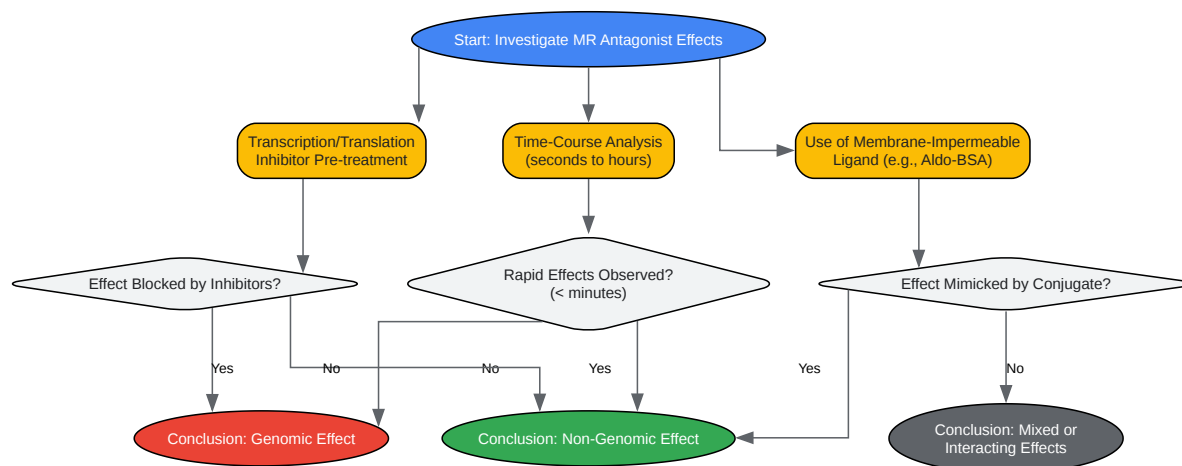 Start: Investigate MR Antagonist Effects
Transcription/Translation
Inhibitor Pre-treatment
Time-Course Analysis
(seconds to hours)
Use of Membrane-Impermeable
Ligand (e.g., Aldo-BSA)
Effect Blocked by Inhibitors?
Rapid Effects Observed?
(< minutes)
Effect Mimicked by Conjugate?
Yes
No
No
Yes
Yes
No
Conclusion: Genomic Effect
Conclusion: Non-Genomic Effect
Conclusion: Mixed or
Interacting Effects